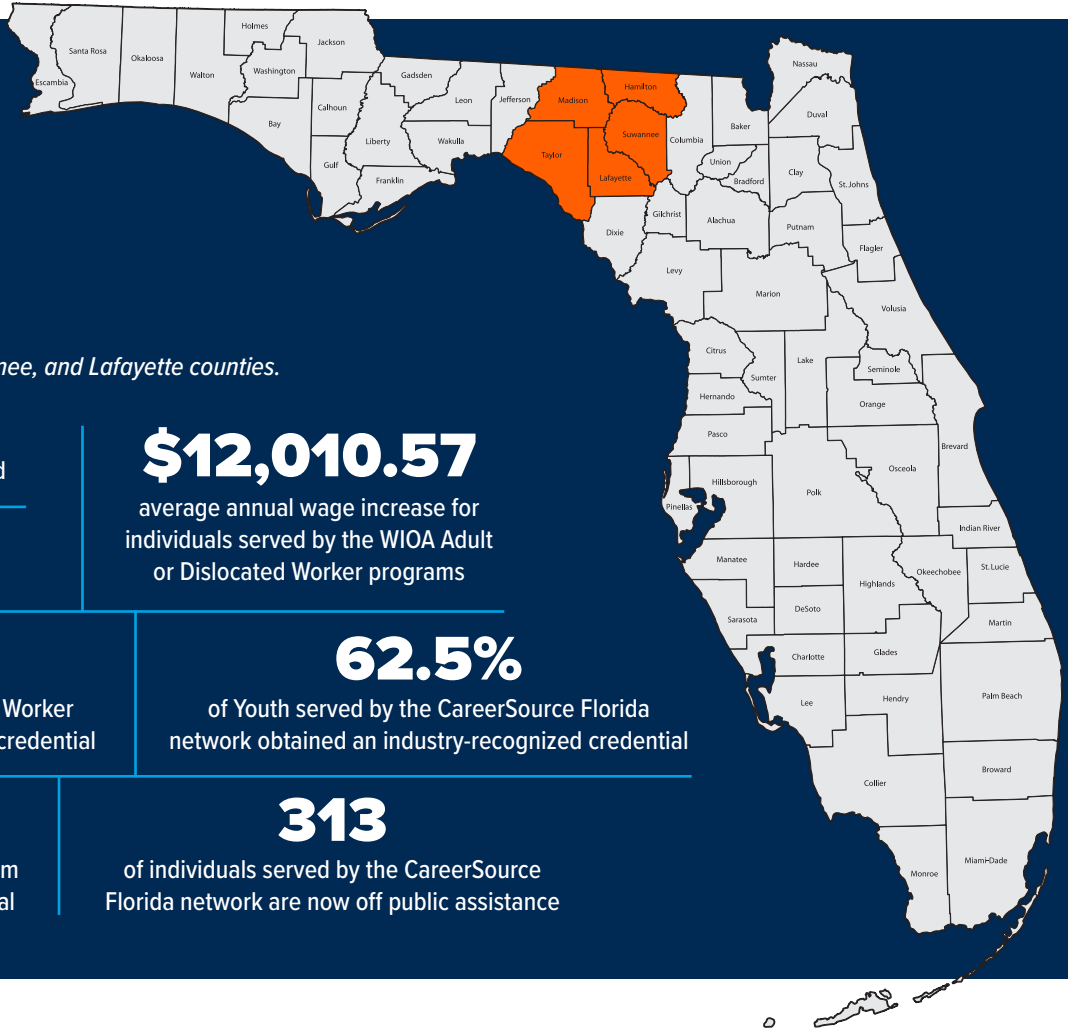 Holmes
Jackson
Santa Rosa
Okaloosa
Walton
Washington
Escambia
Bay
Calhoun
Gulf
Liberty
Gadsden
Leon
Wakulla
Franklin
Jefferson
Madison
Hamilton
Taylor
Suwannee
Lafayette
Columbia
Baker
Nassau
Duval
Union
Bradford
Clay
St. Johns
Dixie
Gilchrist
Alachua
Putnam
Flagler
Levy
Marion
Volusia
Citrus
Sumter
Lake
Seminole
Hernando
Orange
Pasco
Brevard
Osceola
Hillsborough
Polk
Pinellas
Indian River
Manatee
Hardee
Highlands
Okeechobee
St. Lucie
Sarasota
DeSoto
Martin
Charlotte
Glades
Lee
Hendry
Palm Beach
Collier
Broward
Monroe
Miami-Dade
nee, and Lafayette counties.
d
$12,010.57
average annual wage increase for
individuals served by the WIOA Adult
or Dislocated Worker programs
Worker
credential
62.5%
of Youth served by the CareerSource Florida
network obtained an industry-recognized credential
m
al
313
of individuals served by the CareerSource
Florida network are now off public assistance